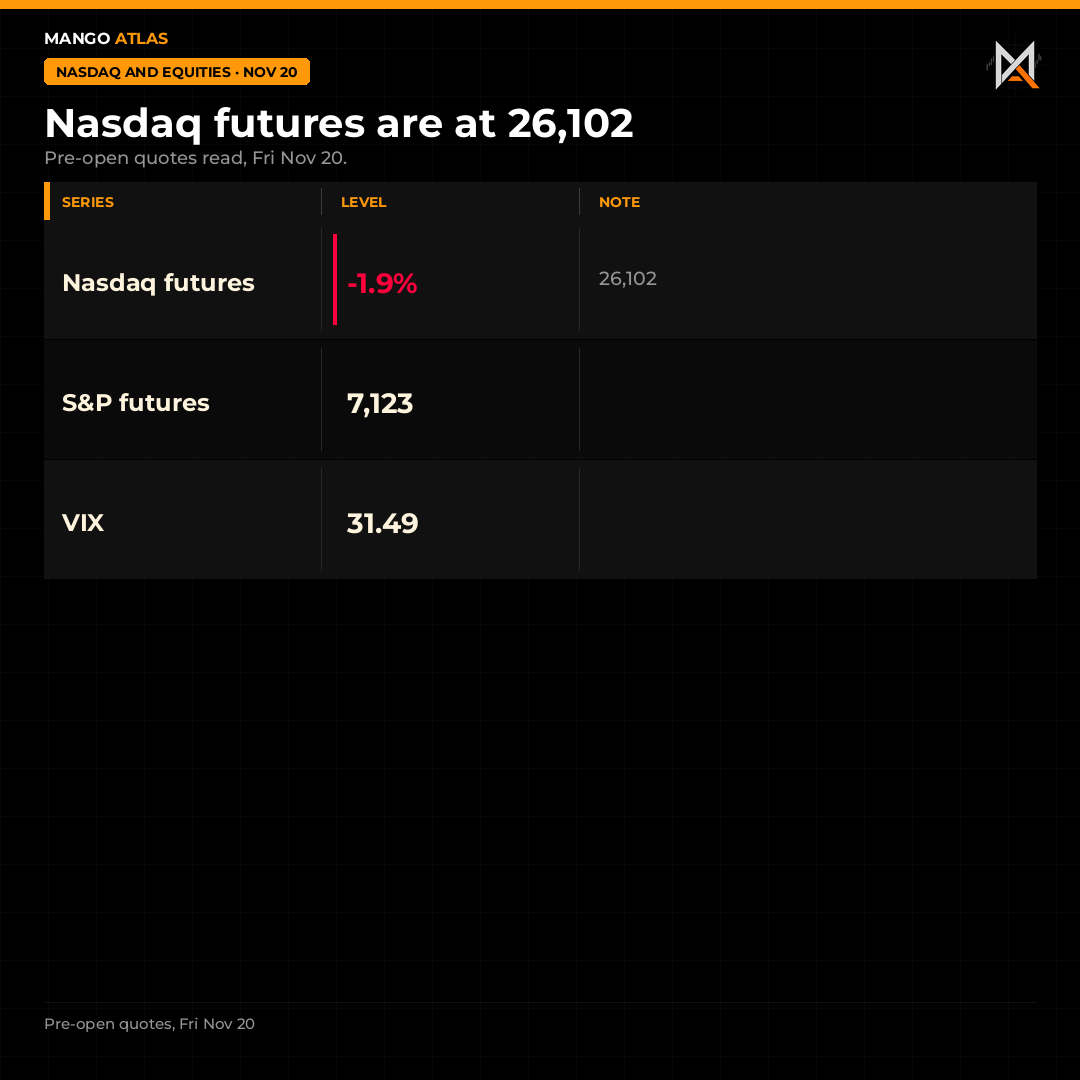 MANGO ATLAS
NASDAQ AND EQUITIES · NOV 20
Nasdaq futures are at 26,102
Pre-open quotes read, Fri Nov 20.
SERIES LEVEL NOTE
Nasdaq futures -1.9% 26,102
S&P futures 7,123
VIX 31.49
Pre-open quotes, Fri Nov 20